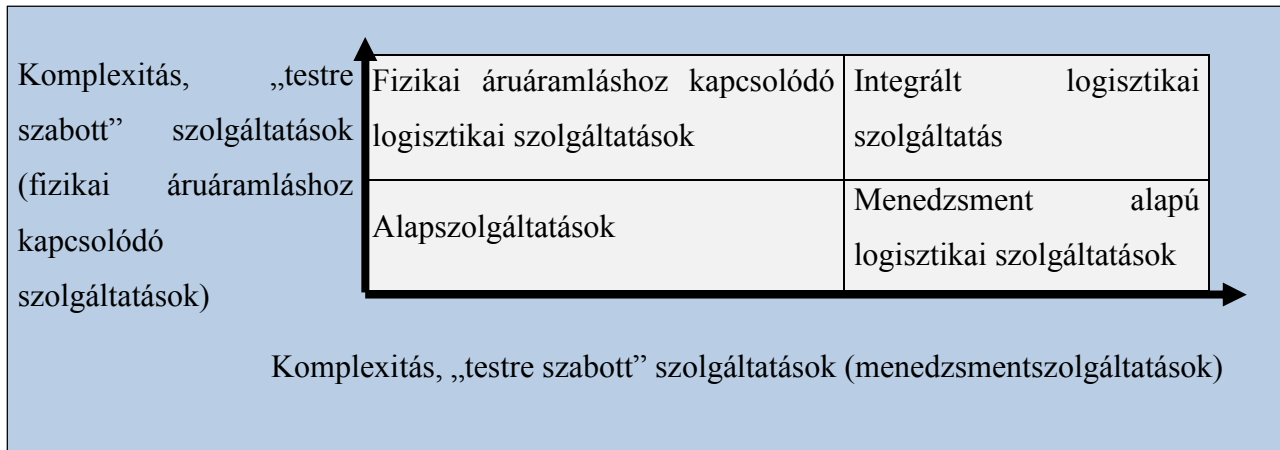 Komplexitás, „testre
szabott” szolgáltatások
(fizikai áruáramláshoz
kapcsolódó
szolgáltatások)
Fizikai áruáramláshoz kapcsolódó
logisztikai szolgáltatások
Integrált logisztikai
szolgáltatás
Alapszolgáltatások
Menedzsment alapú
logisztikai szolgáltatások
Komplexitás, „testre szabott” szolgáltatások (menedzsmentszolgáltatások)